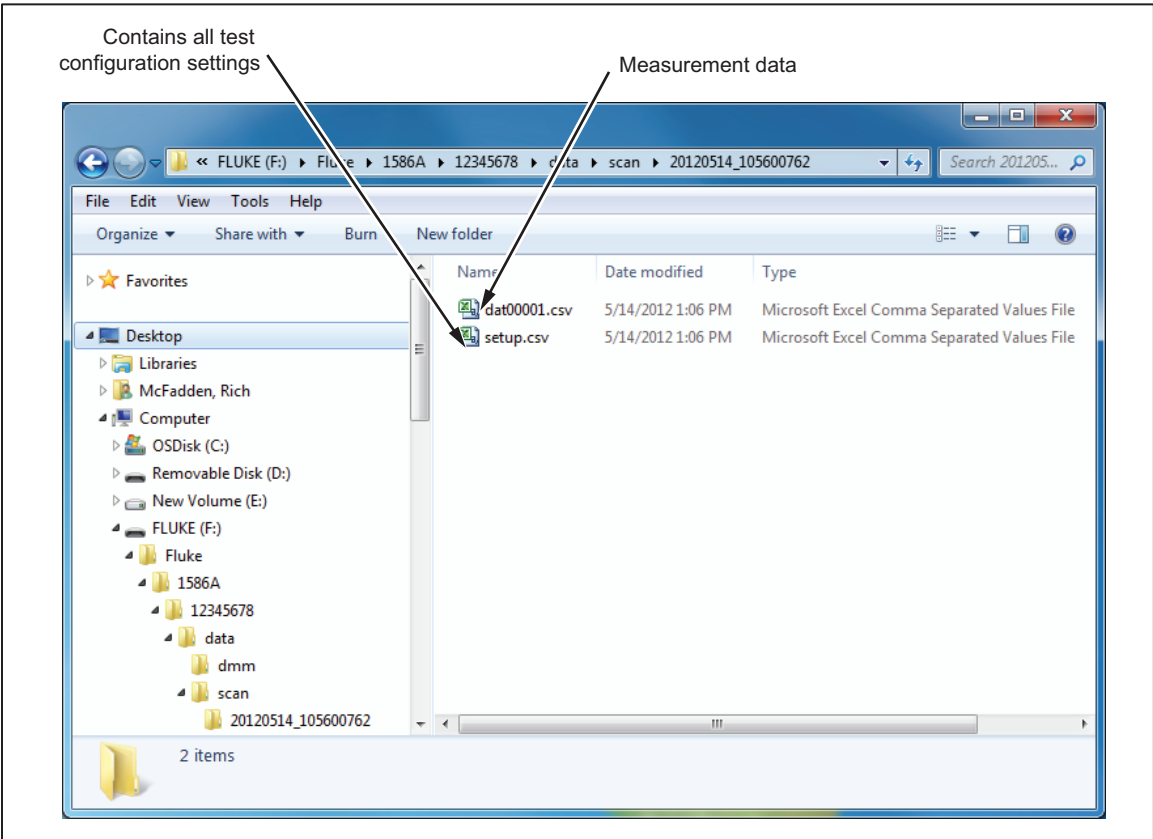 Contains all test
configuration settings
Measurement data
« FLUKE (F:) Fluke 1586A 12345678 data scan 20120514_105600762
Search 201205...
File Edit View Tools Help
Organize Share with Burn New folder
Favorites
Desktop
Libraries
McFadden, Rich
Computer
OSDisk (C:)
Removable Disk (D:)
New Volume (E:)
FLUKE (F:)
Fluke
1586A
12345678
data
dmm
scan
20120514_105600762
Name Date modified Type
dat00001.csv 5/14/2012 1:06 PM Microsoft Excel Comma Separated Values File
setup.csv 5/14/2012 1:06 PM Microsoft Excel Comma Separated Values File
2 items